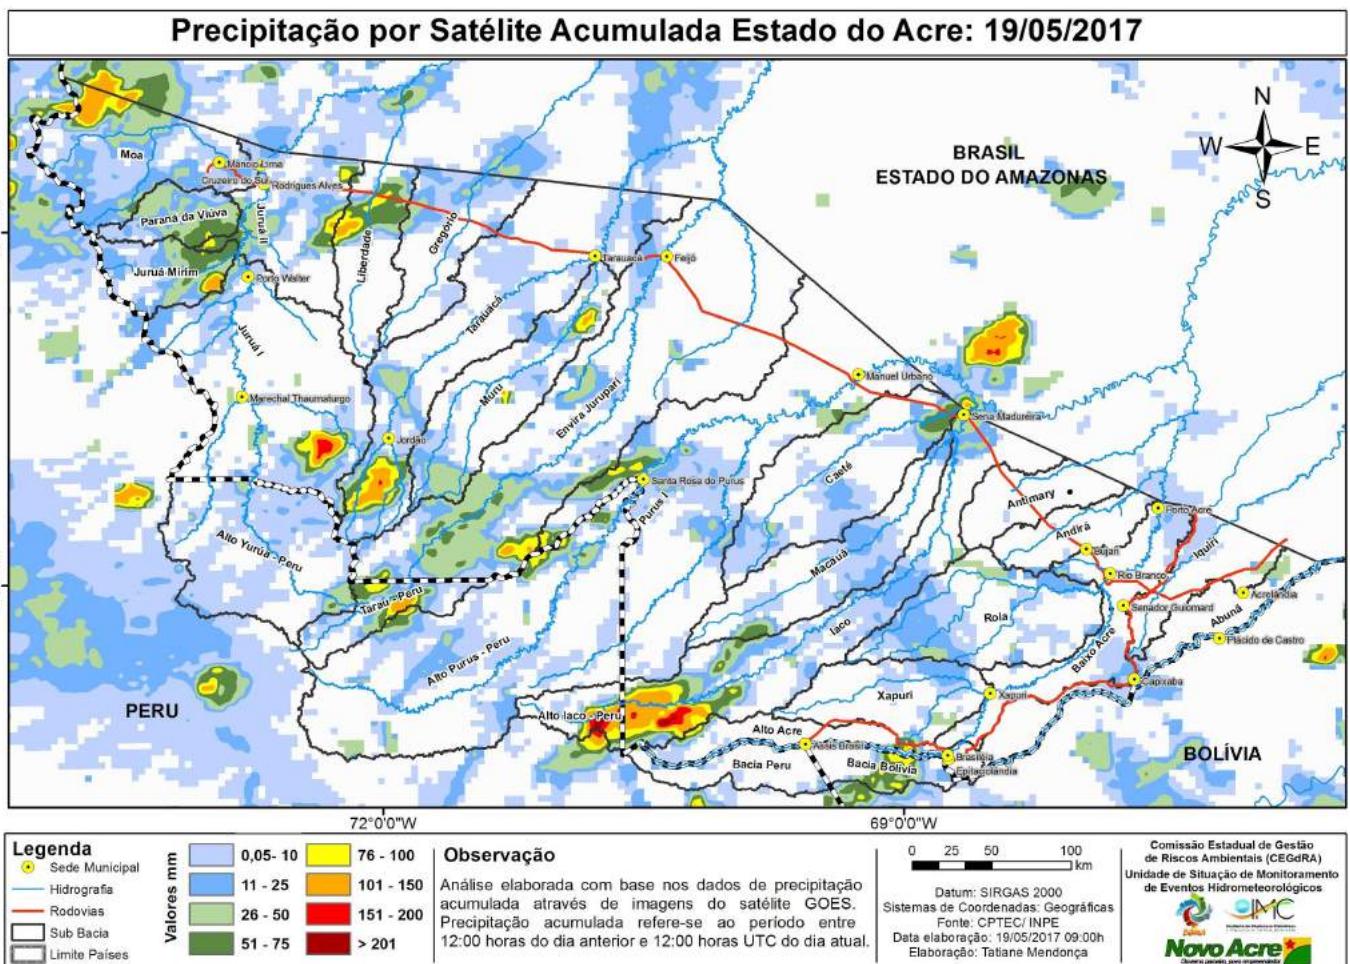 Precipitação por Satélite Acumulada Estado do Acre: 19/05/2017
N
W E
S
BRASIL
ESTADO DO AMAZONAS
Moa
Mâncio Lima
Cruzeiro do Sul
Rodrigues Alves
Paraná da Viúva
Juruá II
Liberdade
Gregório
Tarauacá
Feijó
Juruá Mirim
Porto Walter
Tarauacá
Juruá I
Muru
Envira Jurupari
Manuel Urbano
Marechal Thaumaturgo
Jordão
Sena Madureira
Caeté
Santa Rosa do Purus
Purus I
Antimary
Porto Acre
Andirá
Bujari
Iquiri
Alto Yurúa - Peru
Macauã
Rio Branco
Tarau - Peru
Senador Guiomard
Acrelândia
Abunã
Iaco
Rola
Baixo Acre
Plácido de Castro
Alto Purus - Peru
Capixaba
Xapuri
Xapuri
PERU
Alto Iaco - Peru
Alto Acre
Assis Brasil
Brasiléia
Epitaciolândia
Bacia Peru
Bacia Bolívia
BOLÍVIA
72°0'0"W
69°0'0"W
Legenda
Sede Municipal
Hidrografia
Rodovias
Sub Bacia
Limite Países
Valores mm
0,05- 10
11 - 25
26 - 50
51 - 75
76 - 100
101 - 150
151 - 200
> 201
Observação
Análise elaborada com base nos dados de precipitação
acumulada através de imagens do satélite GOES.
Precipitação acumulada refere-se ao período entre
12:00 horas do dia anterior e 12:00 horas UTC do dia atual.
0 25 50 100
km
Datum: SIRGAS 2000
Sistemas de Coordenadas: Geográficas
Fonte: CPTEC/ INPE
Data elaboração: 19/05/2017 09:00h
Elaboração: Tatiane Mendonça
Comissão Estadual de Gestão
de Riscos Ambientais (CEGdRA)
Unidade de Situação de Monitoramento
de Eventos Hidrometeorológicos
IMC
Novo Acre